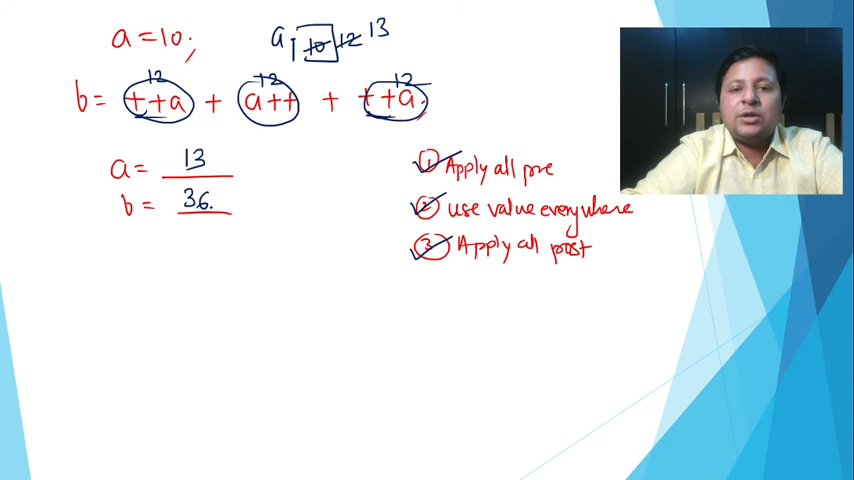 a = 10;
a 10 12 13
12 12 12
b = ++a + a++ + ++a;
a = 13
b = 36.
1 Apply all pre
2 use value everywhere
3 Apply all post